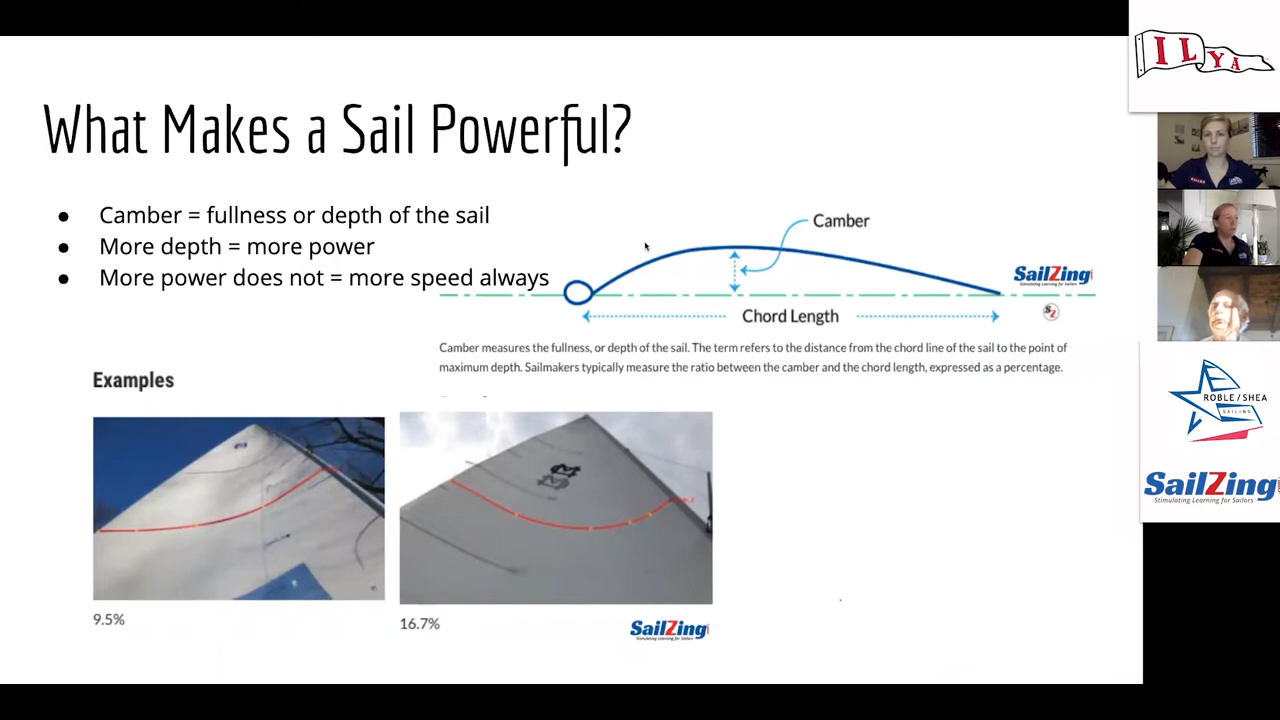 What Makes a Sail Powerful?
● Camber = fullness or depth of the sail
● More depth = more power
● More power does not = more speed always
Camber
SailZing
Stimulating Learning for Sailors
Chord Length
SZ
Camber measures the fullness, or depth of the sail. The term refers to the distance from the chord line of the sail to the point of
maximum depth. Sailmakers typically measure the ratio between the camber and the chord length, expressed as a percentage.
Examples
9.5%
16.7%
SailZing
Stimulating Learning for Sailors
ILYA
ROBLE/SHEA
SAILING
SailZing
Stimulating Learning for Sailors